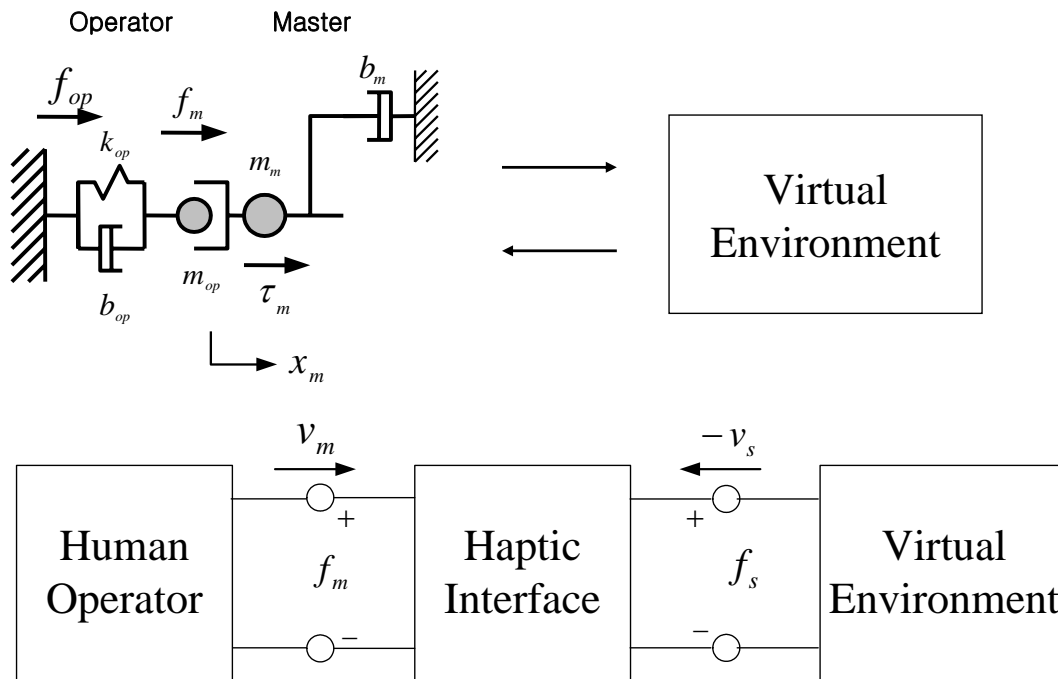 Operator
Master
f_op
f_m
b_m
k_op
m_m
m_op
b_op
τ_m
x_m
Virtual
Environment
v_m
−v_s
Human
Operator
+
f_m
−
Haptic
Interface
+
f_s
−
Virtual
Environment